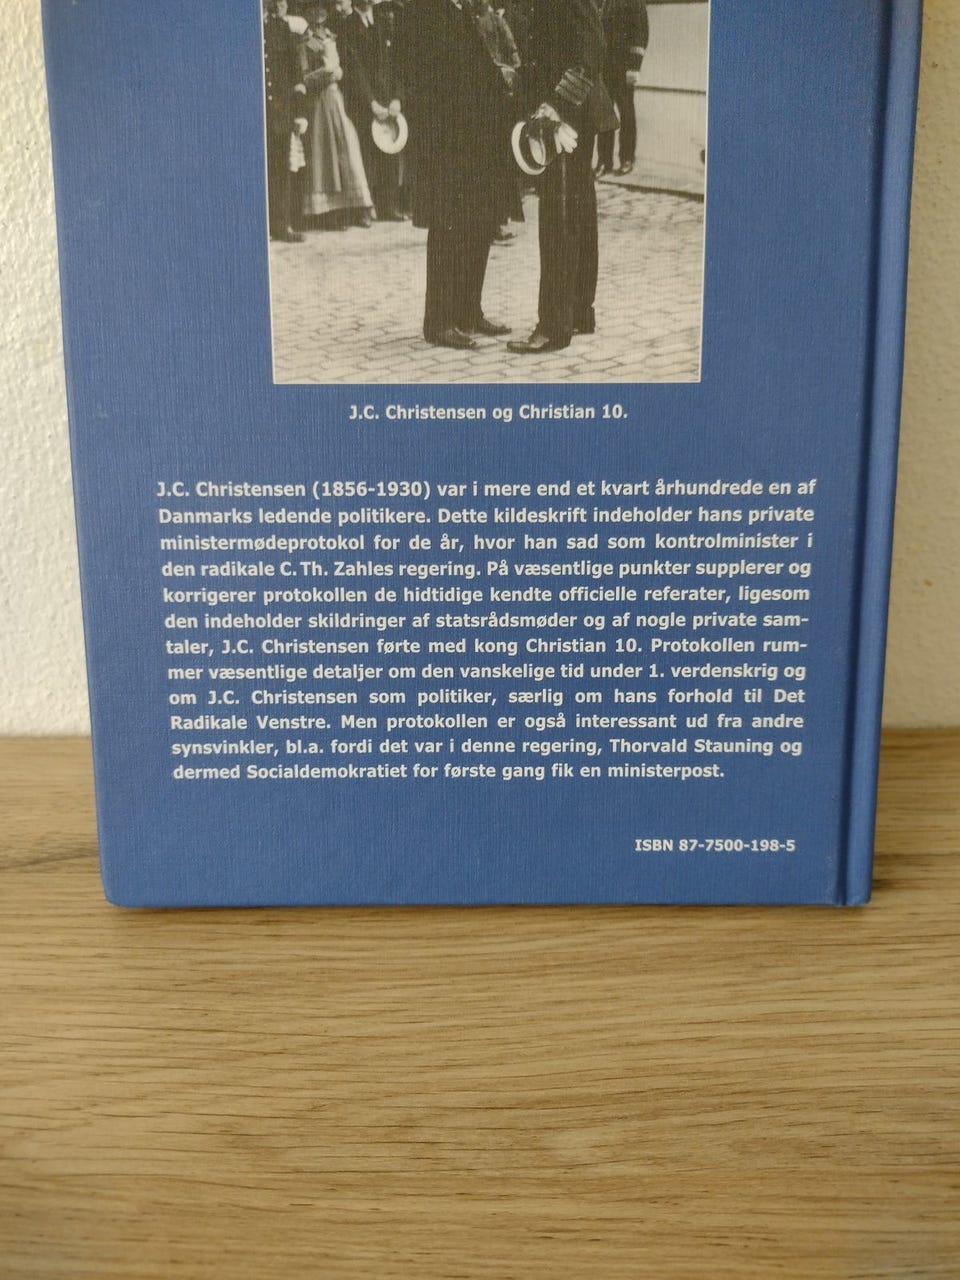 J.C. Christensen og Christian 10.
J.C. Christensen (1856-1930) var i mere end et kvart århundrede en af
Danmarks ledende politikere. Dette kildeskrift indeholder hans private
ministermødeprotokol for de år, hvor han sad som kontrolminister i
den radikale C. Th. Zahles regering. På væsentlige punkter supplerer og
korrigerer protokollen de hidtidige kendte officielle referater, ligesom
den indeholder skildringer af statsrådsmøder og af nogle private sam-
taler, J.C. Christensen førte med kong Christian 10. Protokollen rum-
mer væsentlige detaljer om den vanskelige tid under 1. verdenskrig og
om J.C. Christensen som politiker, særlig om hans forhold til Det
Radikale Venstre. Men protokollen er også interessant ud fra andre
synsvinkler, bl.a. fordi det var i denne regering, Thorvald Stauning og
dermed Socialdemokratiet for første gang fik en ministerpost.
ISBN 87-7500-198-5